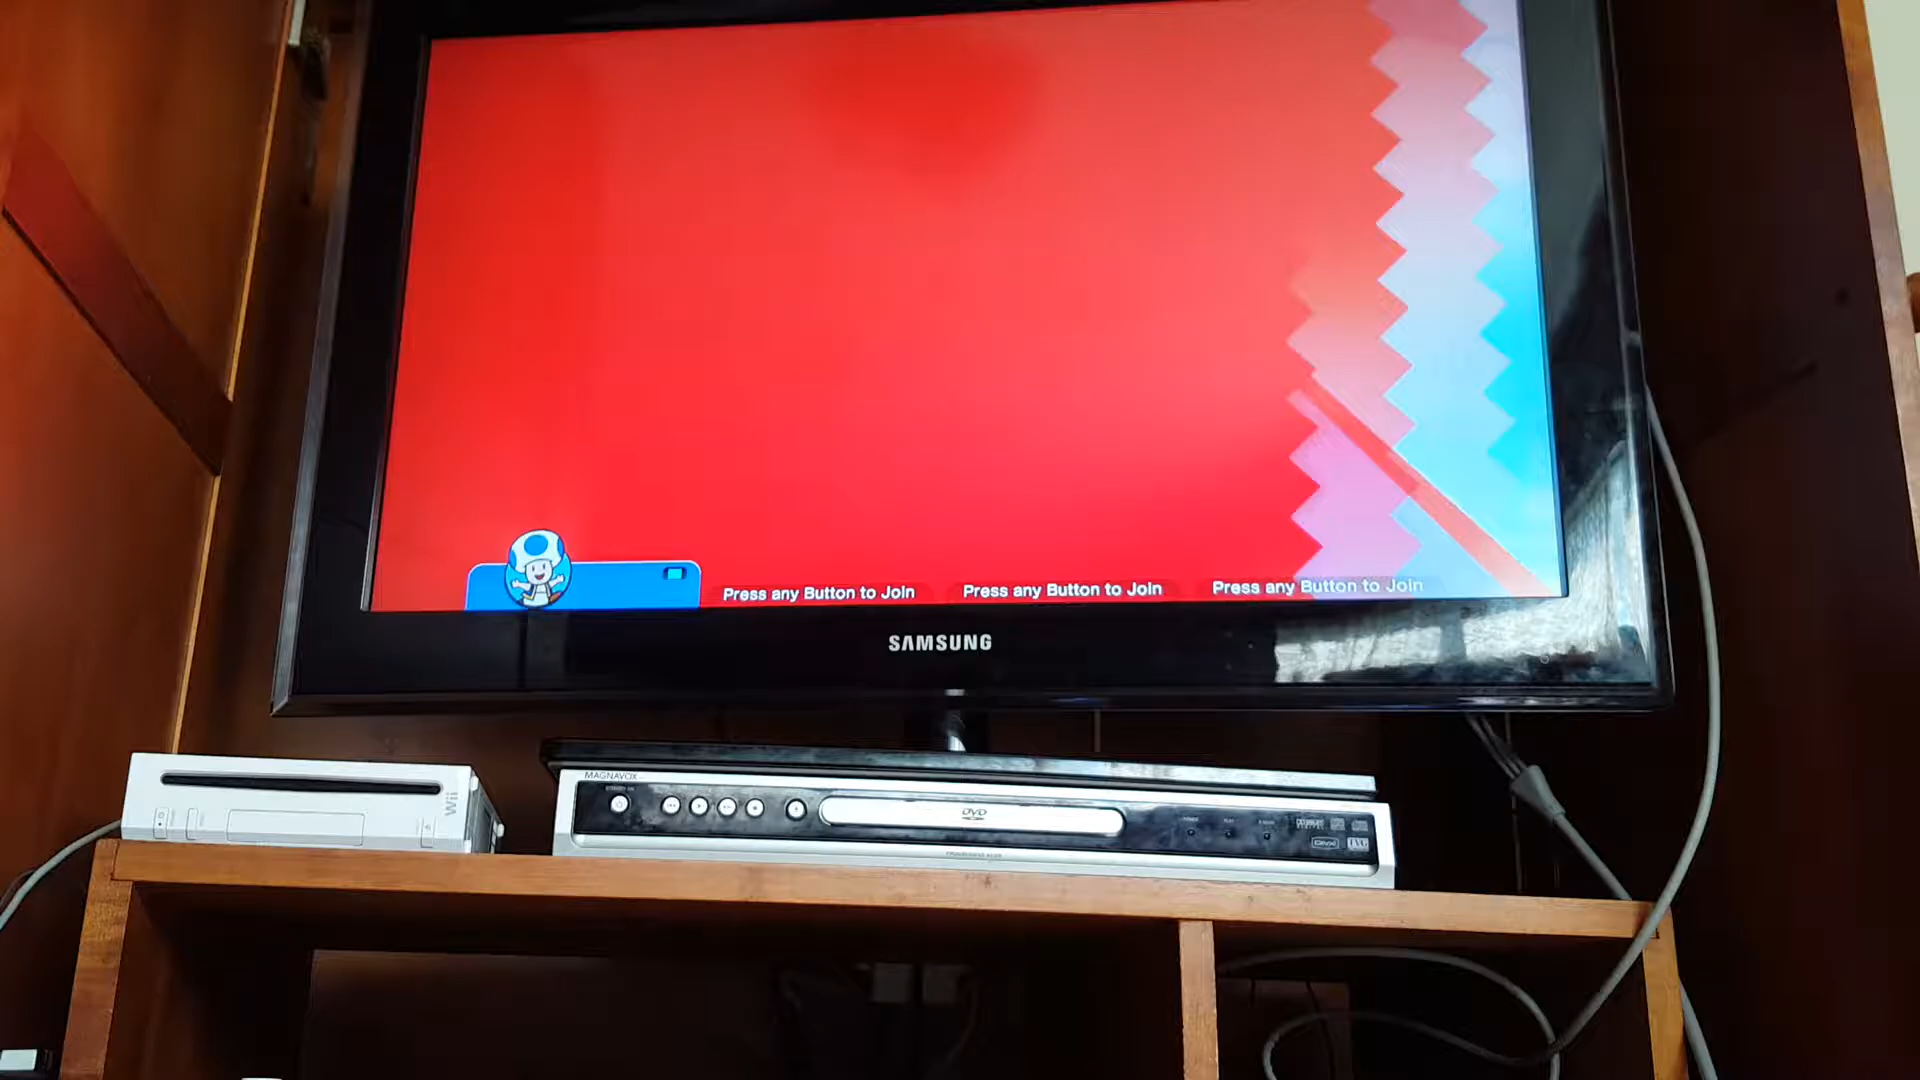 Press any Button to Join
Press any Button to Join
Press any Button to Join
SAMSUNG
Wii
MAGNAVOX
DVD